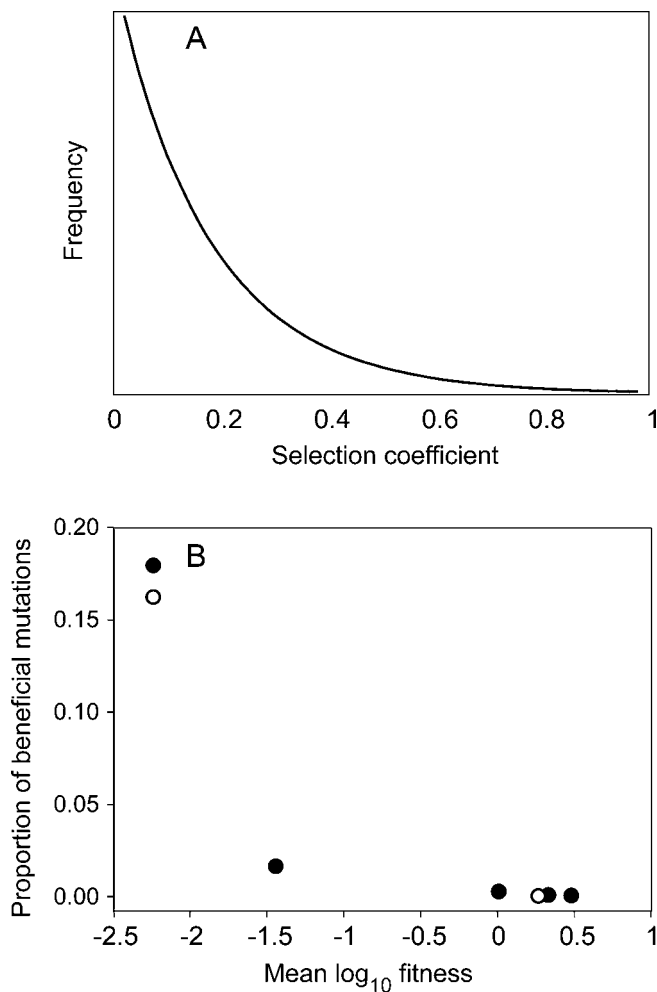 A
Frequency
0 0.2 0.4 0.6 0.8 1
Selection coefficient
B
Proportion of beneficial mutations
0.20
0.15
0.10
0.05
0.00
-2.5 -2 -1.5 -1 -0.5 0 0.5 1
Mean log₁₀ fitness